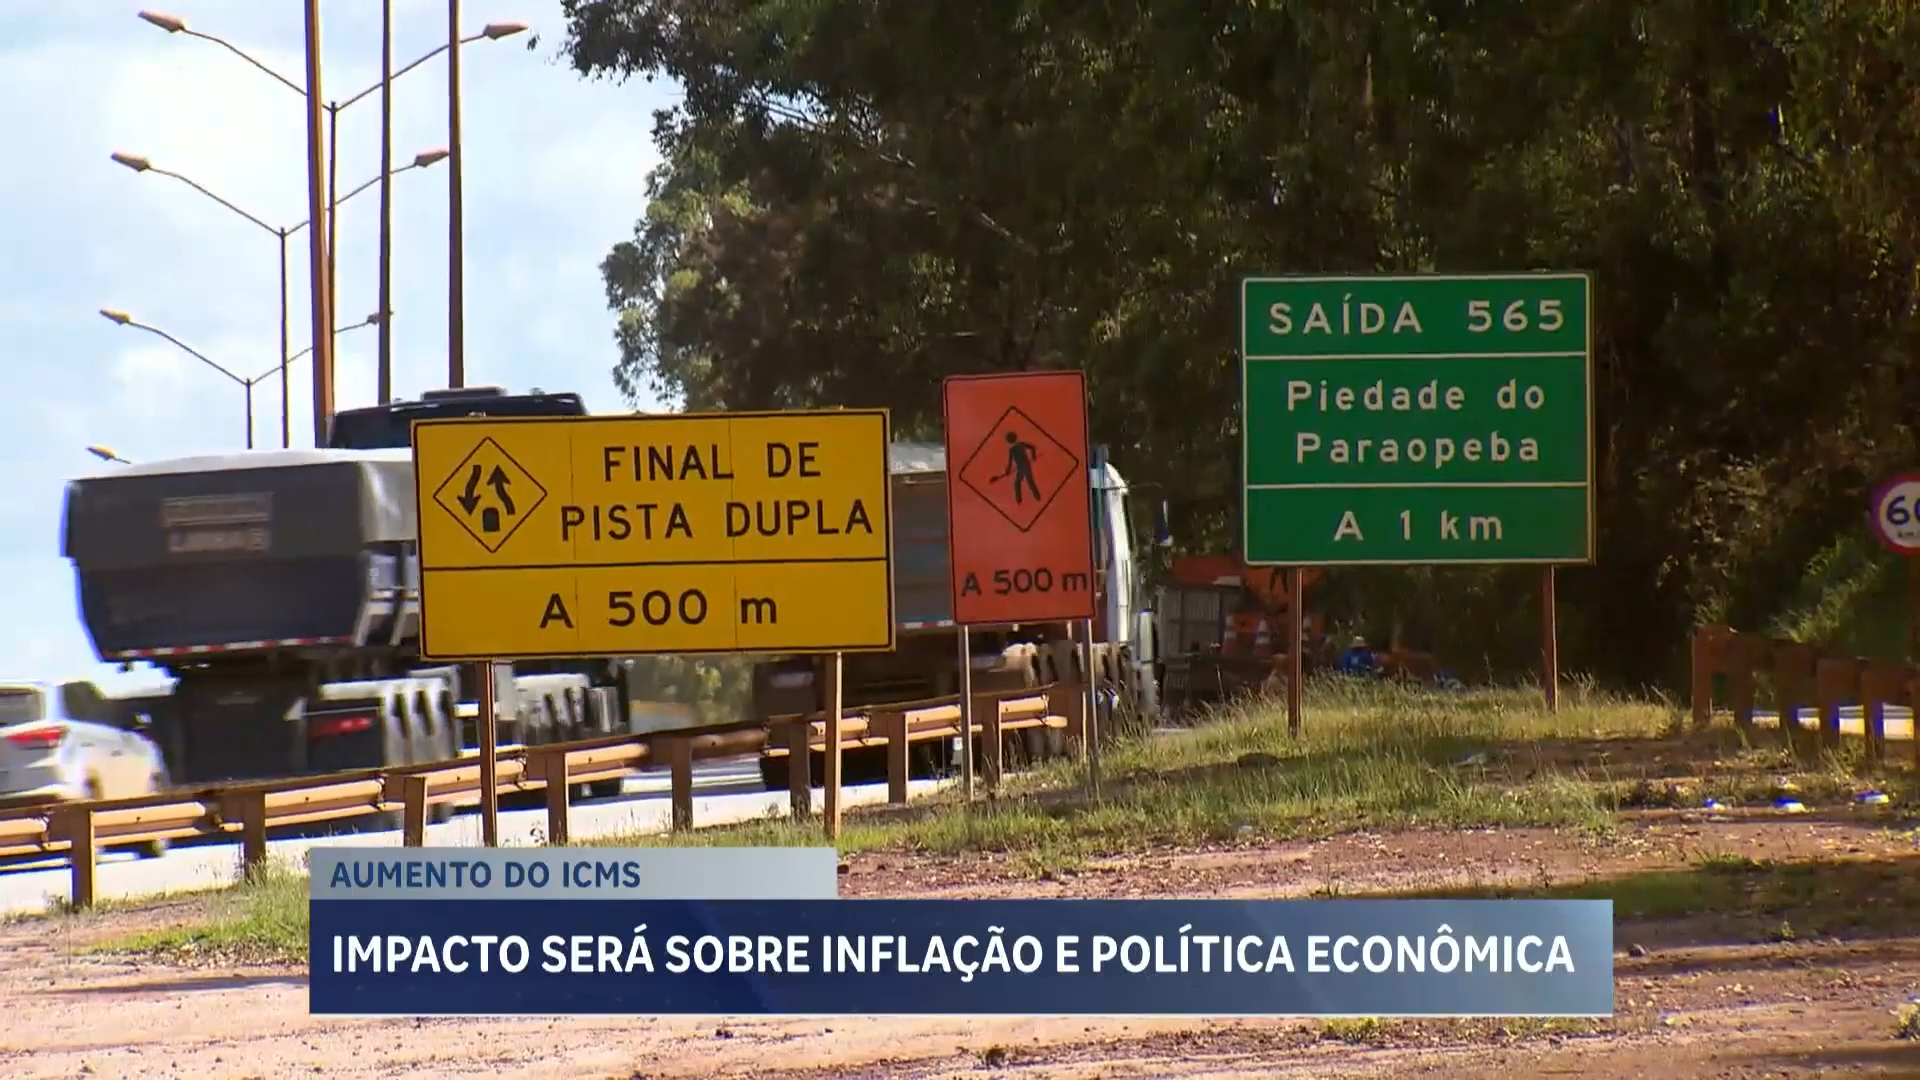 SAÍDA 565
Piedade do
Paraopeba
A 1 km
FINAL DE
PISTA DUPLA
A 500 m
A 500 m
60
AUMENTO DO ICMS
IMPACTO SERÁ SOBRE INFLAÇÃO E POLÍTICA ECONÔMICA